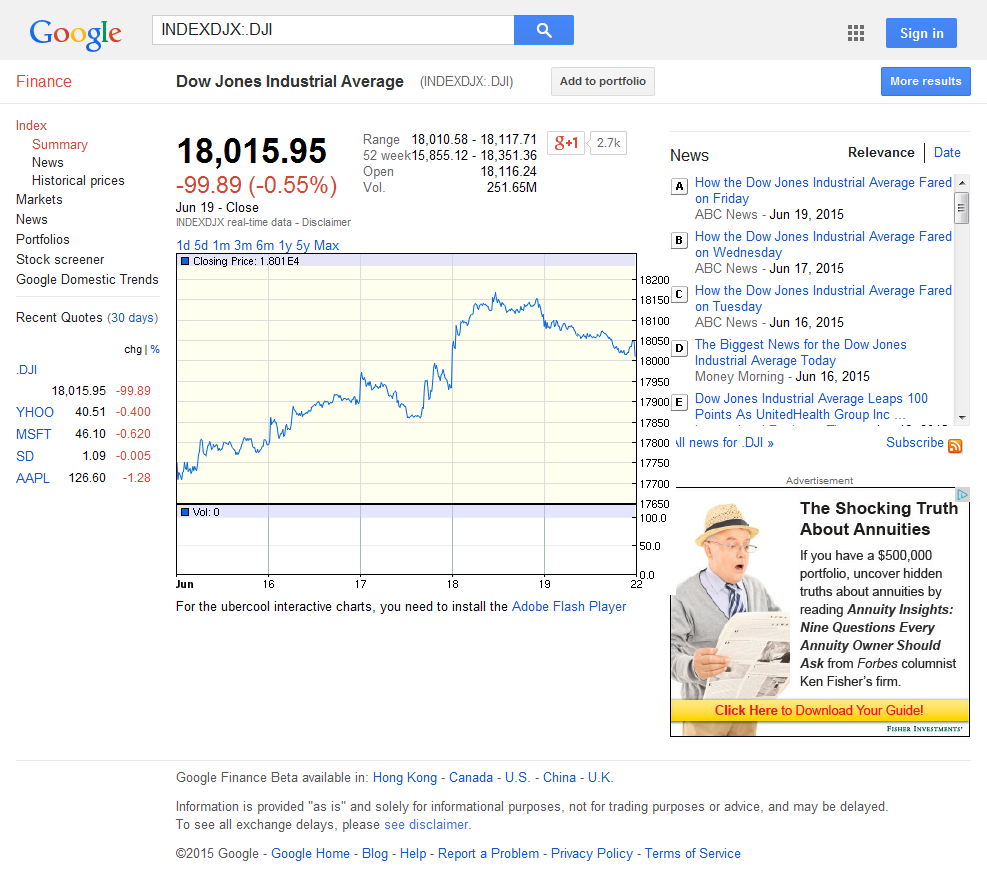 Google
INDEXDJX:.DJI
Sign in
Finance
Dow Jones Industrial Average (INDEXDJX:.DJI)
Add to portfolio
More results
Index
Summary
News
Historical prices
Markets
News
Portfolios
Stock screener
Google Domestic Trends
Recent Quotes (30 days)
chg | %
.DJI
18,015.95 -99.89
YHOO 40.51 -0.400
MSFT 46.10 -0.620
SD 1.09 -0.005
AAPL 126.60 -1.28
18,015.95
-99.89 (-0.55%)
Jun 19 - Close
INDEXDJX real-time data - Disclaimer
Range 18,010.58 - 18,117.71
52 week 15,855.12 - 18,351.36
Open 18,116.24
Vol. 251.65M
g+1 2.7k
1d 5d 1m 3m 6m 1y 5y Max
Closing Price: 1.801E4
18200
18150
18100
18050
18000
17950
17900
17850
17800
17750
17700
17650
Vol: 0
100.0
50.0
0.0
Jun 16 17 18 19 22
For the ubercool interactive charts, you need to install the Adobe Flash Player
News
Relevance | Date
A How the Dow Jones Industrial Average Fared
on Friday
ABC News - Jun 19, 2015
B How the Dow Jones Industrial Average Fared
on Wednesday
ABC News - Jun 17, 2015
C How the Dow Jones Industrial Average Fared
on Tuesday
ABC News - Jun 16, 2015
D The Biggest News for the Dow Jones
Industrial Average Today
Money Morning - Jun 16, 2015
E Dow Jones Industrial Average Leaps 100
Points As UnitedHealth Group Inc ...
All news for .DJI »
Subscribe
Advertisement
The Shocking Truth
About Annuities
If you have a $500,000
portfolio, uncover hidden
truths about annuities by
reading Annuity Insights:
Nine Questions Every
Annuity Owner Should
Ask from Forbes columnist
Ken Fisher's firm.
Click Here to Download Your Guide!
FISHER INVESTMENTS
Google Finance Beta available in: Hong Kong - Canada - U.S. - China - U.K.
Information is provided "as is" and solely for informational purposes, not for trading purposes or advice, and may be delayed.
To see all exchange delays, please see disclaimer.
©2015 Google - Google Home - Blog - Help - Report a Problem - Privacy Policy - Terms of Service